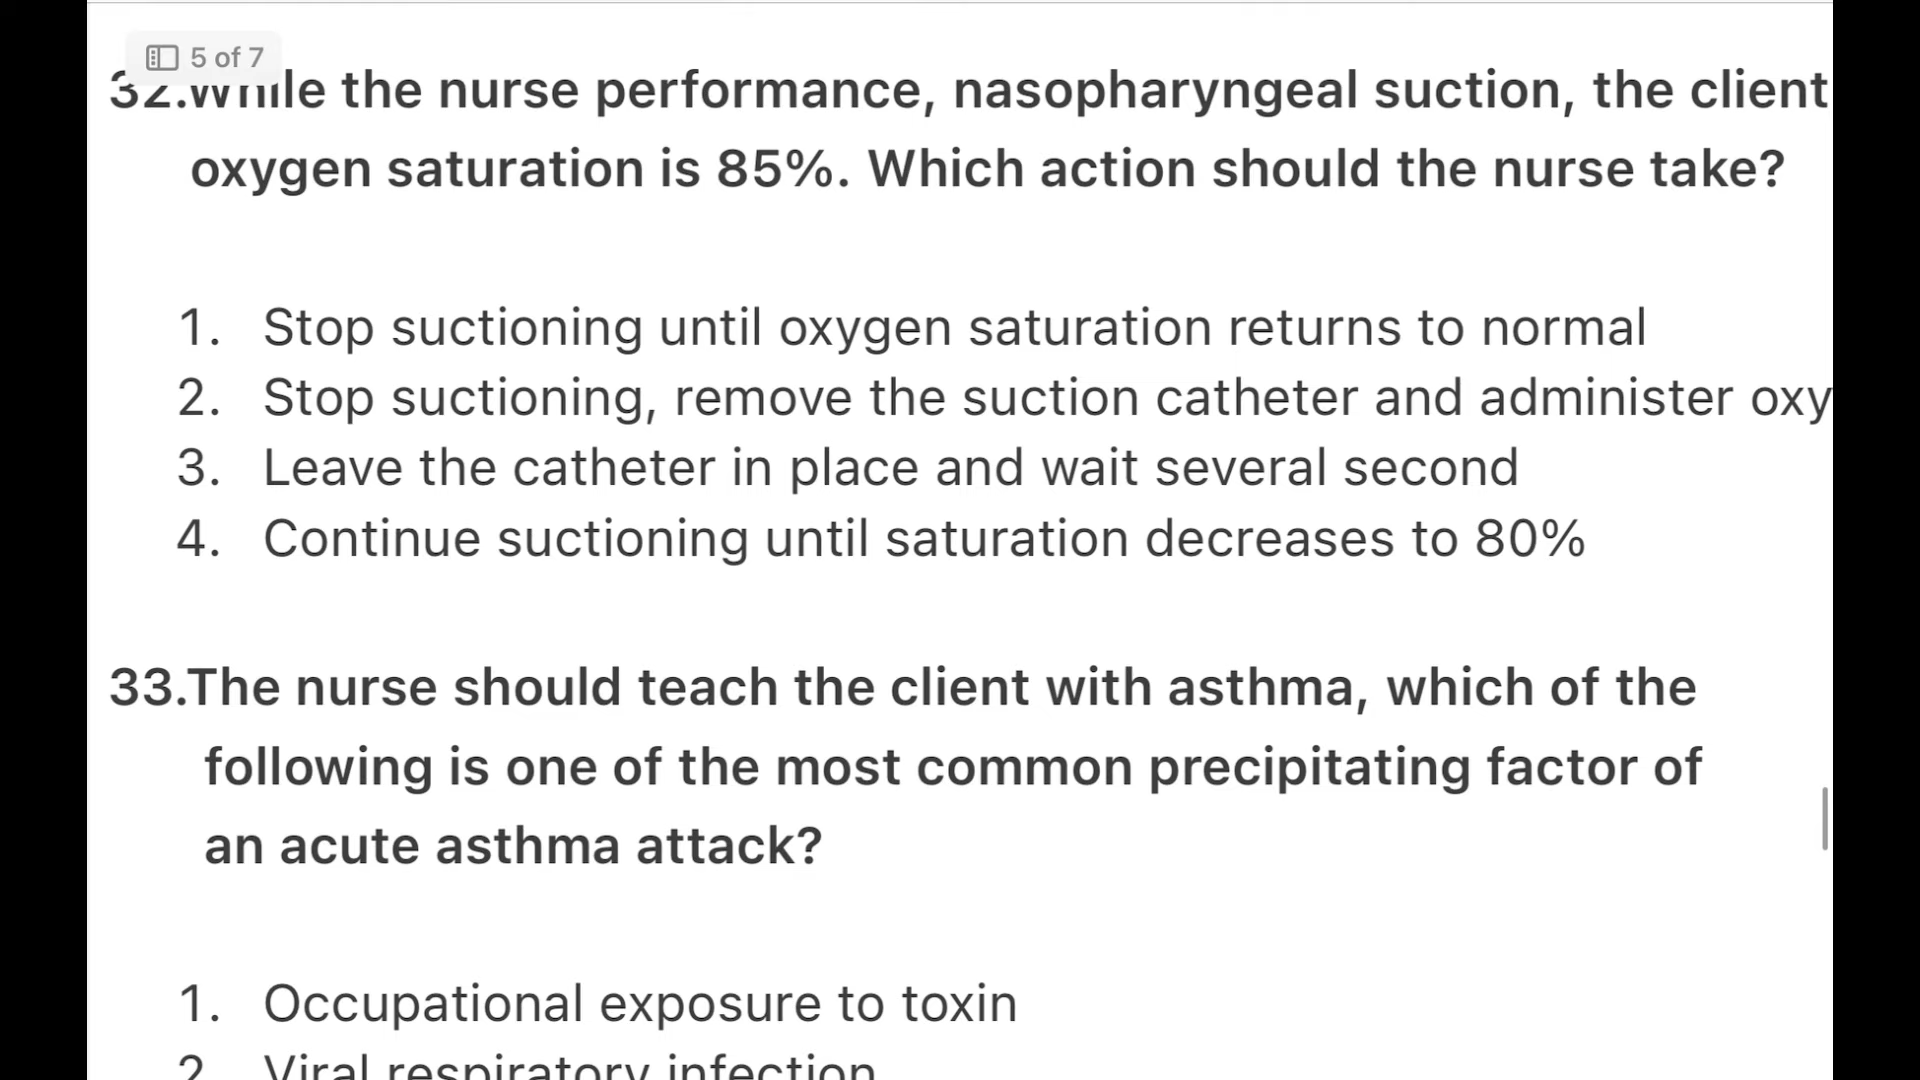 5 of 7
32.While the nurse performance, nasopharyngeal suction, the client
oxygen saturation is 85%. Which action should the nurse take?
1. Stop suctioning until oxygen saturation returns to normal
2. Stop suctioning, remove the suction catheter and administer oxy
3. Leave the catheter in place and wait several second
4. Continue suctioning until saturation decreases to 80%
33.The nurse should teach the client with asthma, which of the
following is one of the most common precipitating factor of
an acute asthma attack?
1. Occupational exposure to toxin
2. Viral respiratory infection